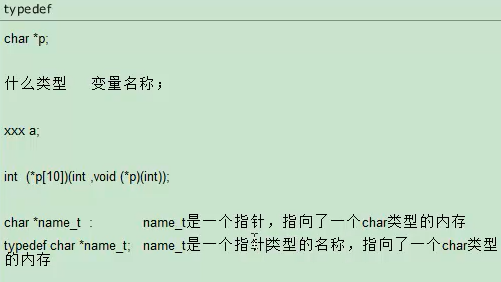 typedef
char *p;
什么类型 变量名称；
xxx a;
int (*p[10])(int ,void (*p)(int));
char *name_t : name_t是一个指针，指向了一个char类型的内存
typedef char *name_t; name_t是一个指针类型的名称，指向了一个char类型
的内存